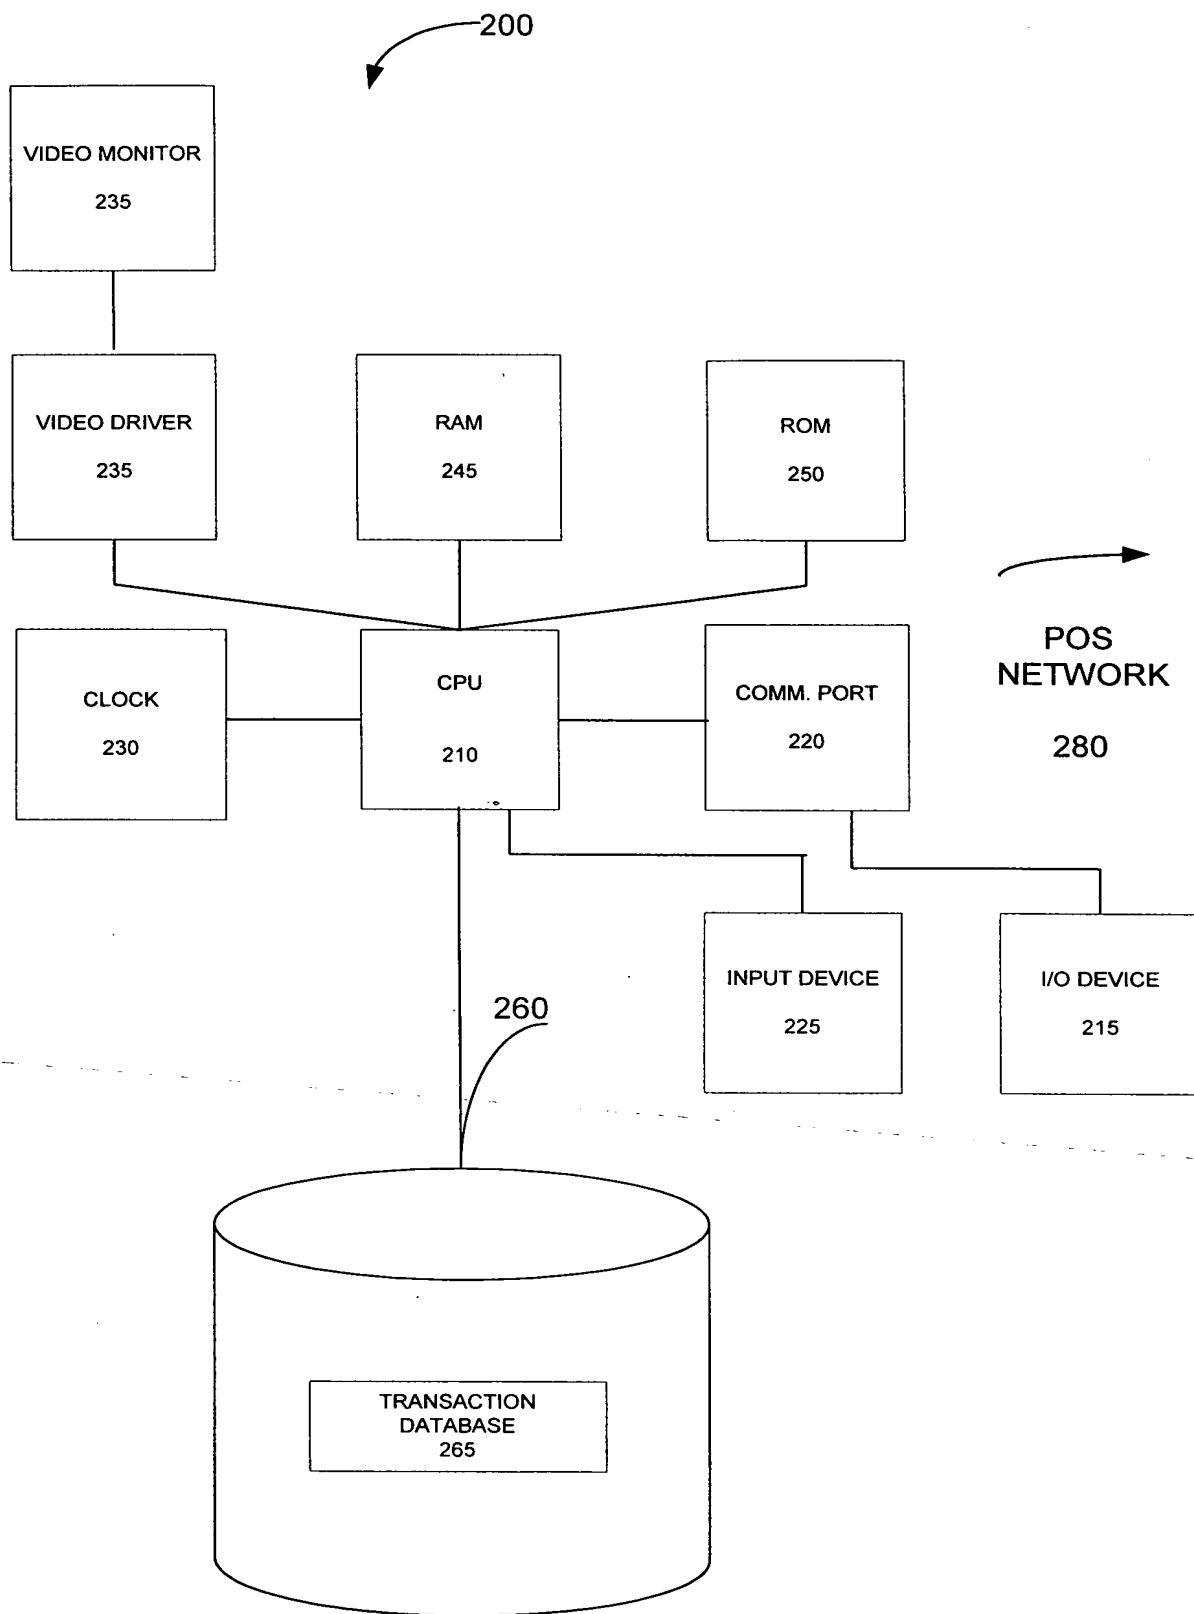 200
VIDEO MONITOR
235
VIDEO DRIVER
235
RAM
245
ROM
250
CLOCK
230
CPU
210
COMM. PORT
220
POS
NETWORK
280
INPUT DEVICE
225
I/O DEVICE
215
260
TRANSACTION
DATABASE
265